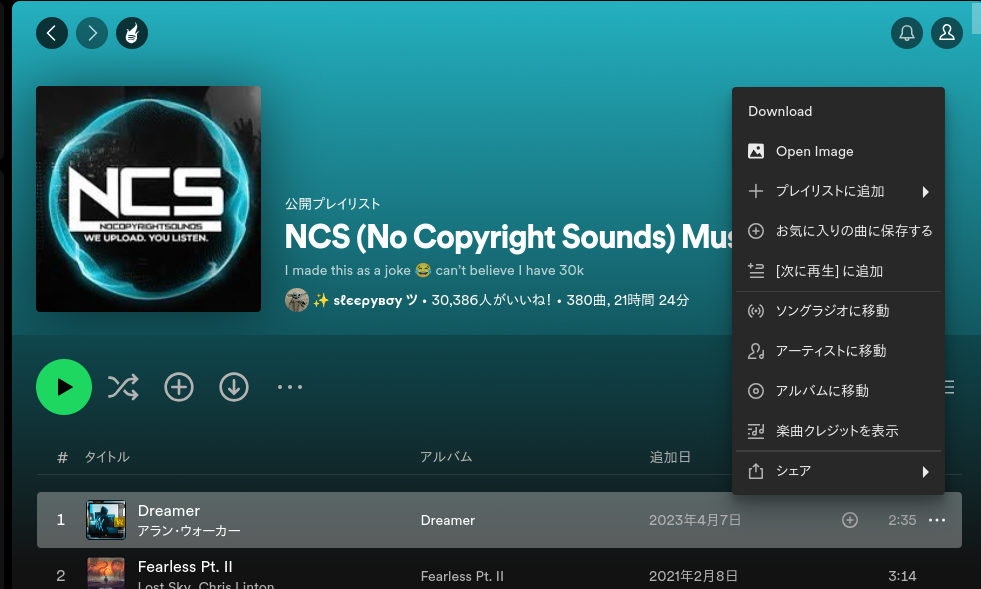 NCS
NOCOPYRIGHTSOUNDS
WE UPLOAD. YOU LISTEN.
公開プレイリスト
NCS (No Copyright Sounds) Mus
I made this as a joke 😂 can't believe I have 30k
✨ sℓєєρyвσy ツ • 30,386人がいいね! • 380曲, 21時間 24分
Download
Open Image
プレイリストに追加
お気に入りの曲に保存する
[次に再生] に追加
ソングラジオに移動
アーティストに移動
アルバムに移動
楽曲クレジットを表示
シェア
# タイトル アルバム 追加日
1 Dreamer Dreamer 2023年4月7日 2:35
アラン・ウォーカー
2 Fearless Pt. II Fearless Pt. II 2021年2月8日 3:14
Lost Sky, Chris Linton